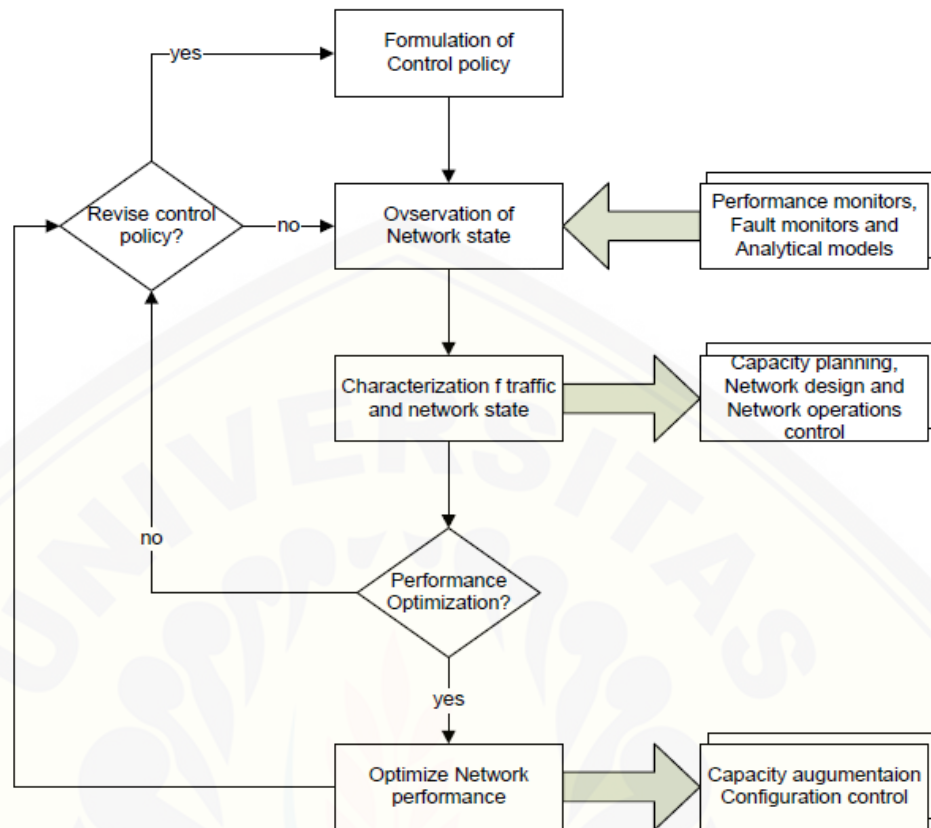 yes
Formulation of
Control policy
Revise control
policy?
no
Ovservation of
Network state
Performance monitors,
Fault monitors and
Analytical models
Characterization f traffic
and network state
Capacity planning,
Network design and
Network operations
control
UNIVERSITAS
no
Performance
Optimization?
yes
Optimize Network
performance
Capacity augumentaion
Configuration control